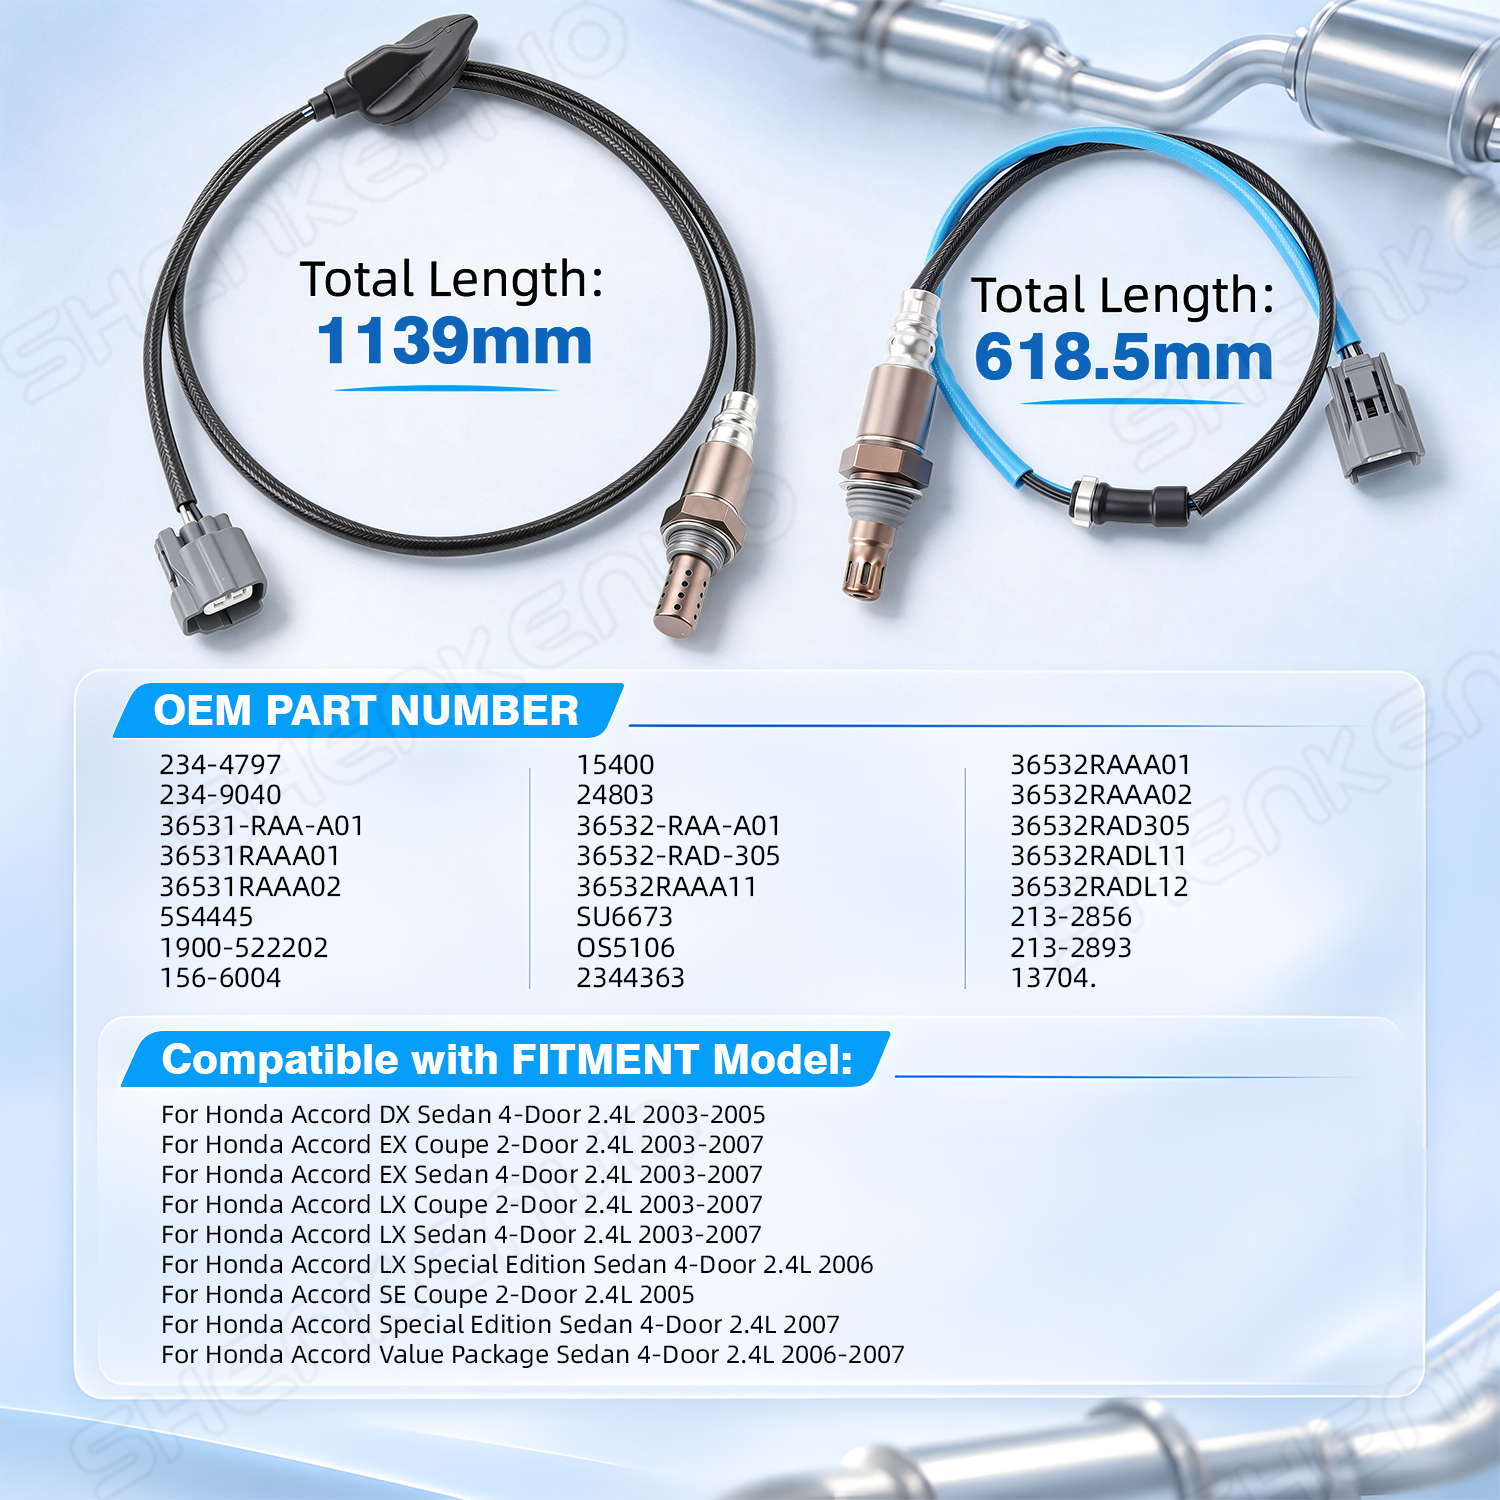 Total Length:
1139mm
Total Length:
618.5mm
OEM PART NUMBER
234-4797
234-9040
36531-RAA-A01
36531RAAA01
36531RAAA02
5S4445
1900-522202
156-6004
15400
24803
36532-RAA-A01
36532-RAD-305
36532RAAA11
SU6673
OS5106
2344363
36532RAAA01
36532RAAA02
36532RAD305
36532RADL11
36532RADL12
213-2856
213-2893
13704.
Compatible with FITMENT Model:
For Honda Accord DX Sedan 4-Door 2.4L 2003-2005
For Honda Accord EX Coupe 2-Door 2.4L 2003-2007
For Honda Accord EX Sedan 4-Door 2.4L 2003-2007
For Honda Accord LX Coupe 2-Door 2.4L 2003-2007
For Honda Accord LX Sedan 4-Door 2.4L 2003-2007
For Honda Accord LX Special Edition Sedan 4-Door 2.4L 2006
For Honda Accord SE Coupe 2-Door 2.4L 2005
For Honda Accord Special Edition Sedan 4-Door 2.4L 2007
For Honda Accord Value Package Sedan 4-Door 2.4L 2006-2007
SHENKENUO
SHENKENUO
SHENKENUO
SHENKENUO